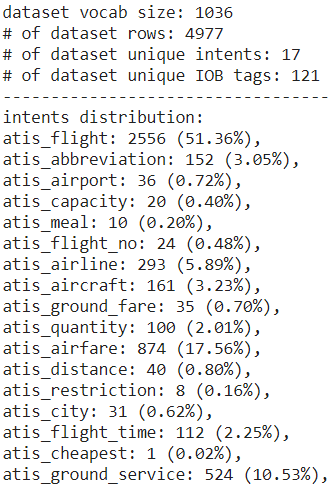 dataset vocab size: 1036
# of dataset rows: 4977
# of dataset unique intents: 17
# of dataset unique IOB tags: 121
---------------------------------
intents distribution:
atis_flight: 2556 (51.36%),
atis_abbreviation: 152 (3.05%),
atis_airport: 36 (0.72%),
atis_capacity: 20 (0.40%),
atis_meal: 10 (0.20%),
atis_flight_no: 24 (0.48%),
atis_airline: 293 (5.89%),
atis_aircraft: 161 (3.23%),
atis_ground_fare: 35 (0.70%),
atis_quantity: 100 (2.01%),
atis_airfare: 874 (17.56%),
atis_distance: 40 (0.80%),
atis_restriction: 8 (0.16%),
atis_city: 31 (0.62%),
atis_flight_time: 112 (2.25%),
atis_cheapest: 1 (0.02%),
atis_ground_service: 524 (10.53%),